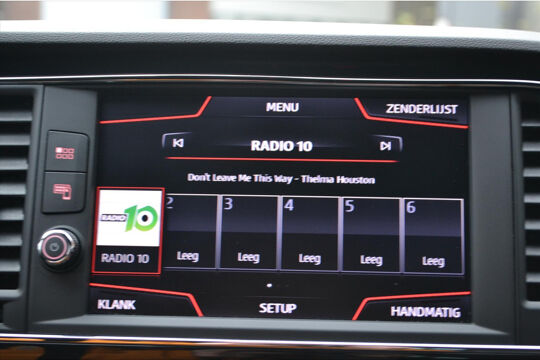 MENU
ZENDERLIJST
RADIO 10
Don't Leave Me This Way - Thelma Houston
RADIO 10
2 3 4 5 6
RADIO 10 Leeg Leeg Leeg Leeg Leeg
KLANK
SETUP
HANDMATIG